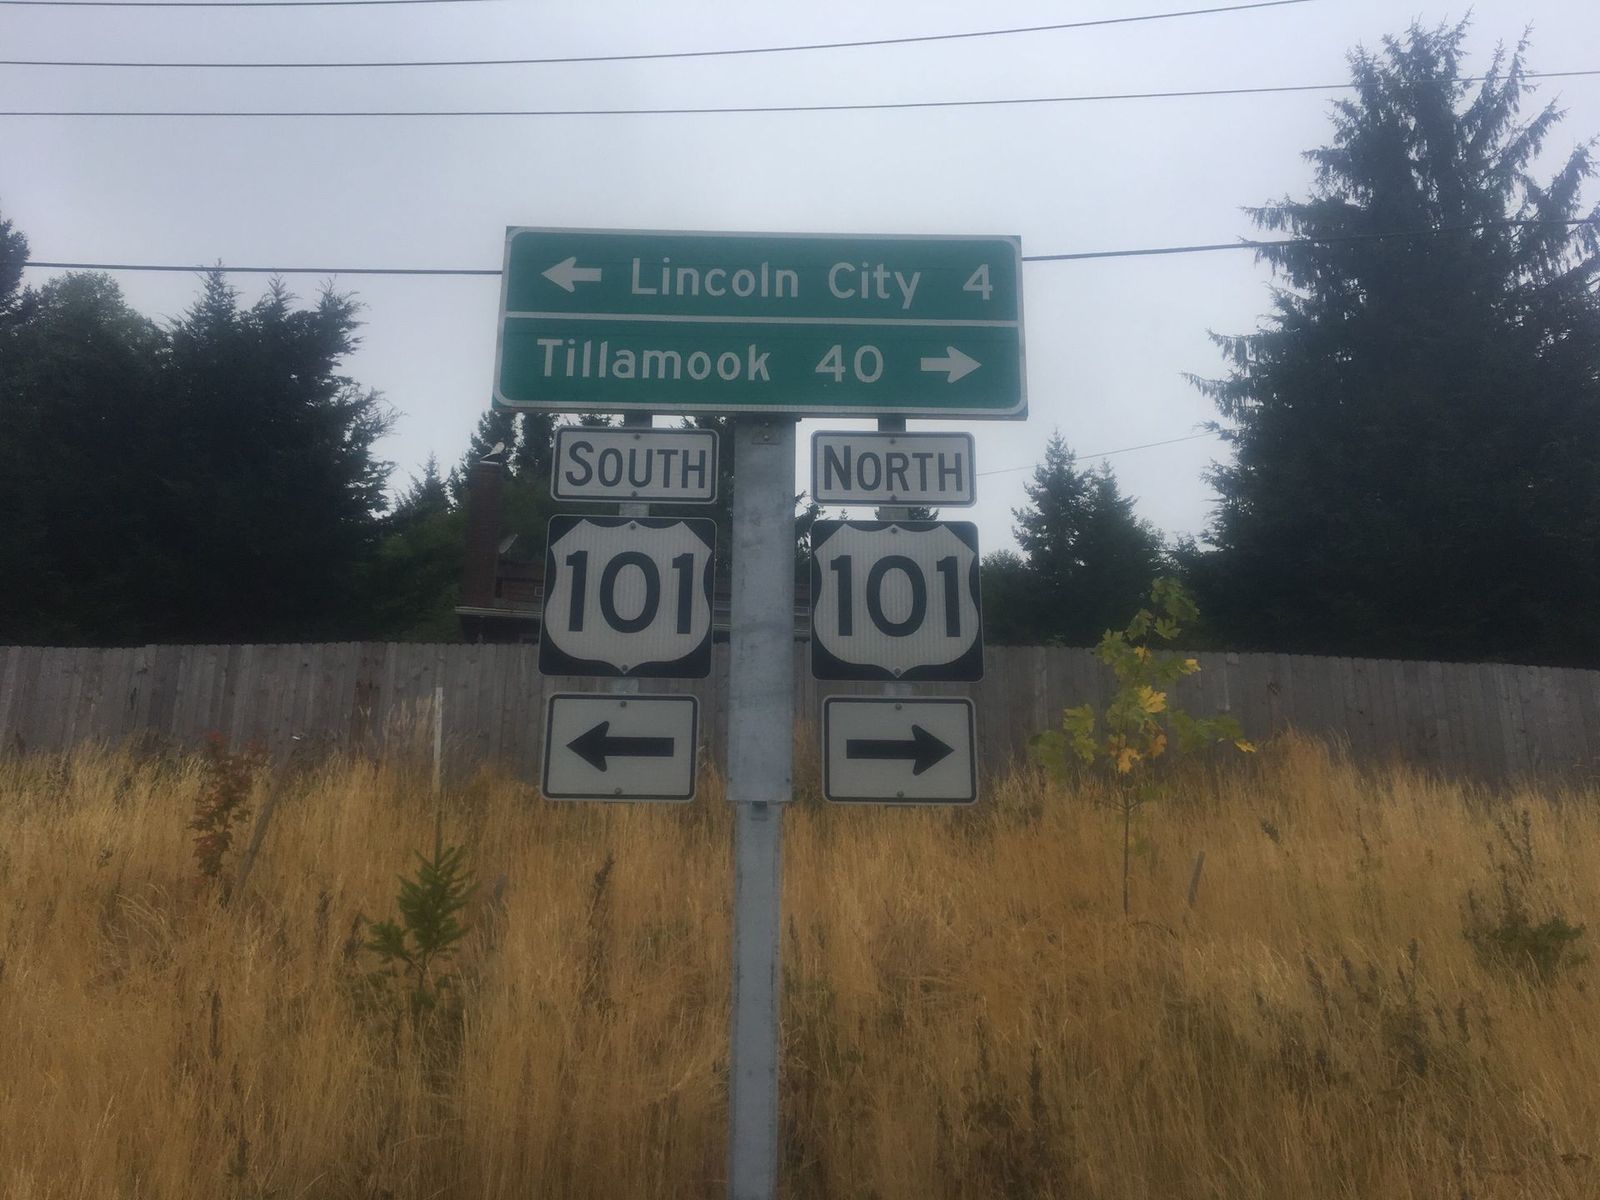 ← Lincoln City 4
Tillamook 40 →
SOUTH
101
←
NORTH
101
→